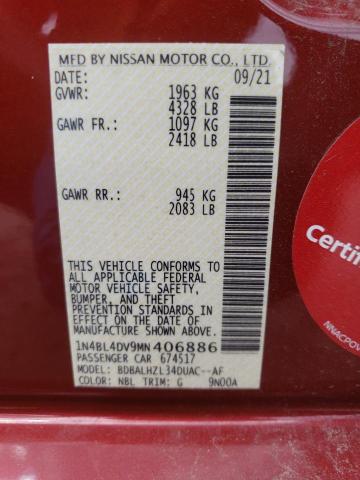 MFD BY NISSAN MOTOR CO., LTD.
DATE: 09/21
GVWR: 1963 KG
4328 LB
GAWR FR.: 1097 KG
2418 LB
GAWR RR.: 945 KG
2083 LB
THIS VEHICLE CONFORMS TO
ALL APPLICABLE FEDERAL
MOTOR VEHICLE SAFETY,
BUMPER, AND THEFT
PREVENTION STANDARDS IN
EFFECT ON THE DATE OF
MANUFACTURE SHOWN ABOVE.
1N4BL4DV9MN406886
PASSENGER CAR 674517
MODEL: BDBALHZL34DUAC--AF
COLOR: NBL TRIM: G 9N00A
Certif
NNACPOV